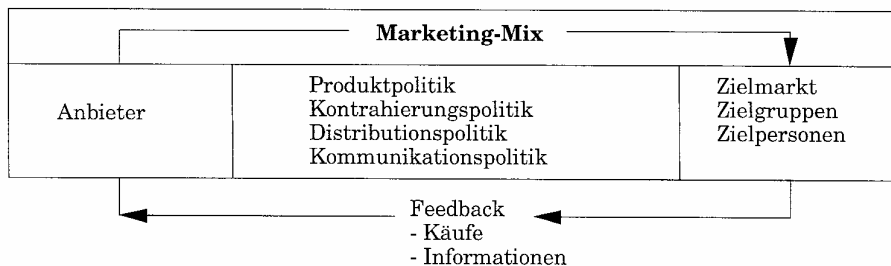 Marketing-Mix
Anbieter
Produktpolitik
Kontrahierungspolitik
Distributionspolitik
Kommunikationspolitik
Zielmarkt
Zielgruppen
Zielpersonen
Feedback
- Käufe
- Informationen